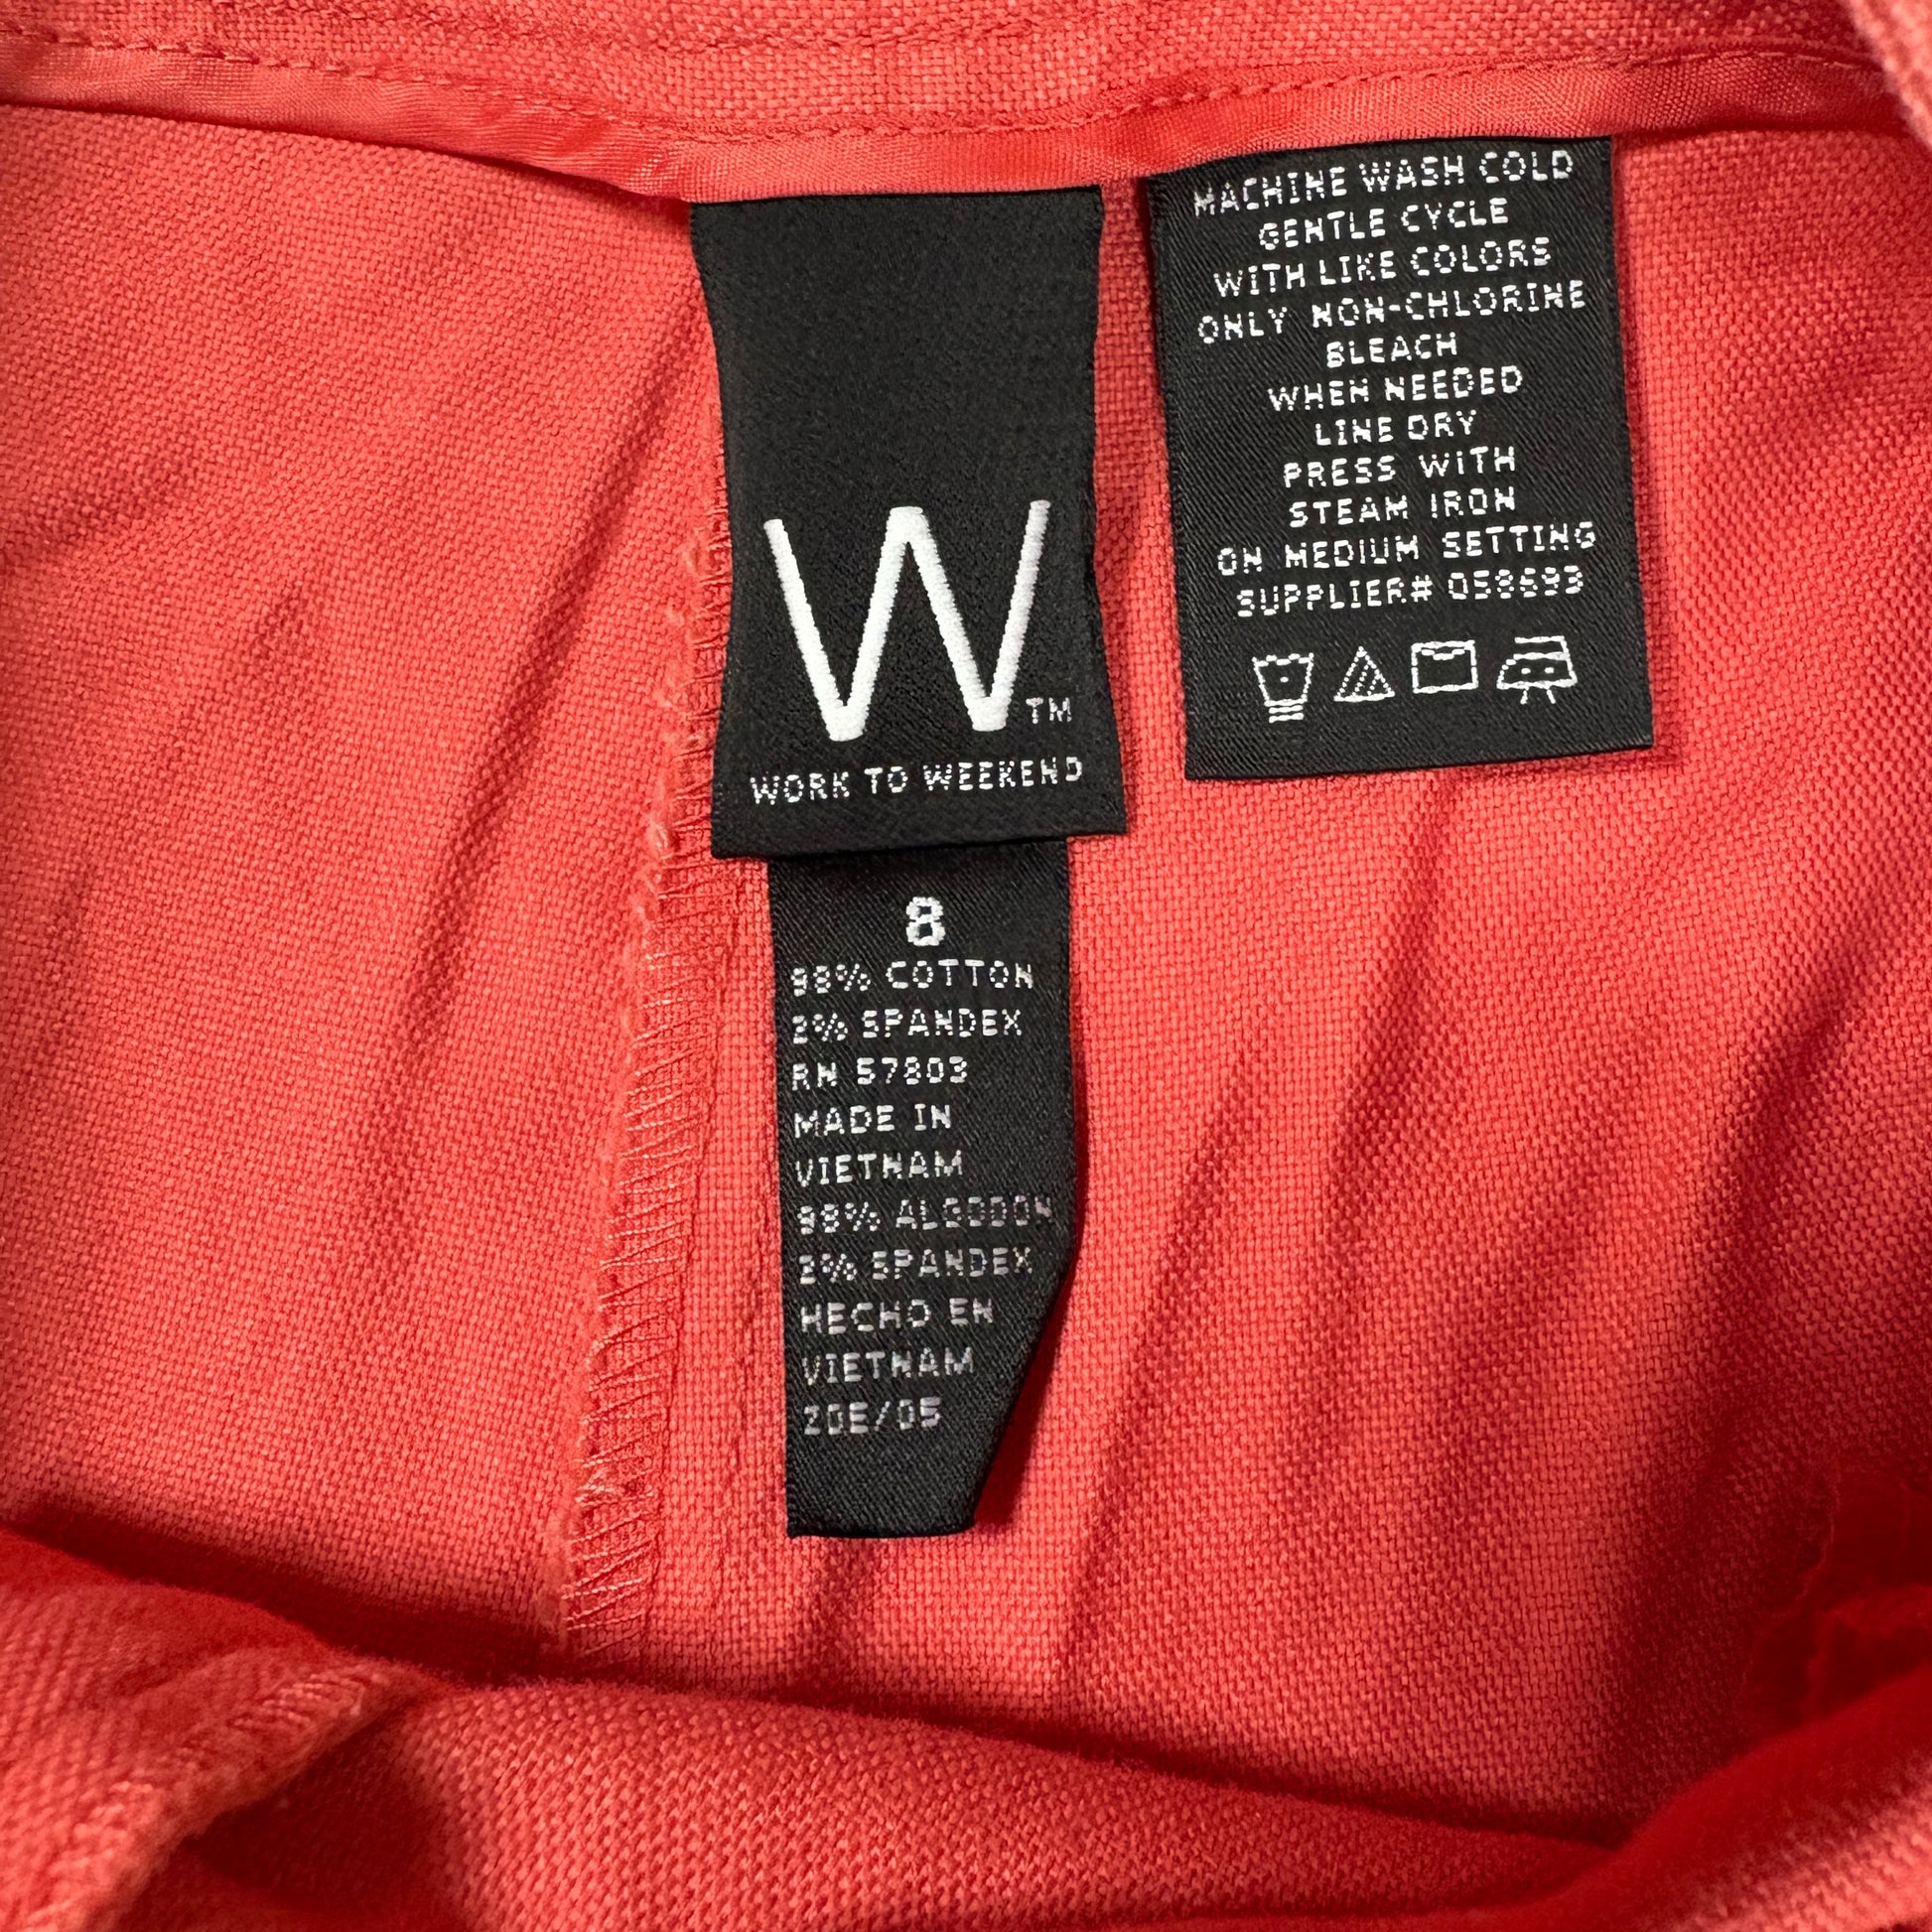 W™
WORK TO WEEKEND
8
98% COTTON
2% SPANDEX
RN 57803
MADE IN
VIETNAM
98% ALGODON
2% SPANDEX
HECHO EN
VIETNAM
ZOE/05
MACHINE WASH COLD
GENTLE CYCLE
WITH LIKE COLORS
ONLY NON-CHLORINE
BLEACH
WHEN NEEDED
LINE DRY
PRESS WITH
STEAM IRON
ON MEDIUM SETTING
SUPPLIER# 058693